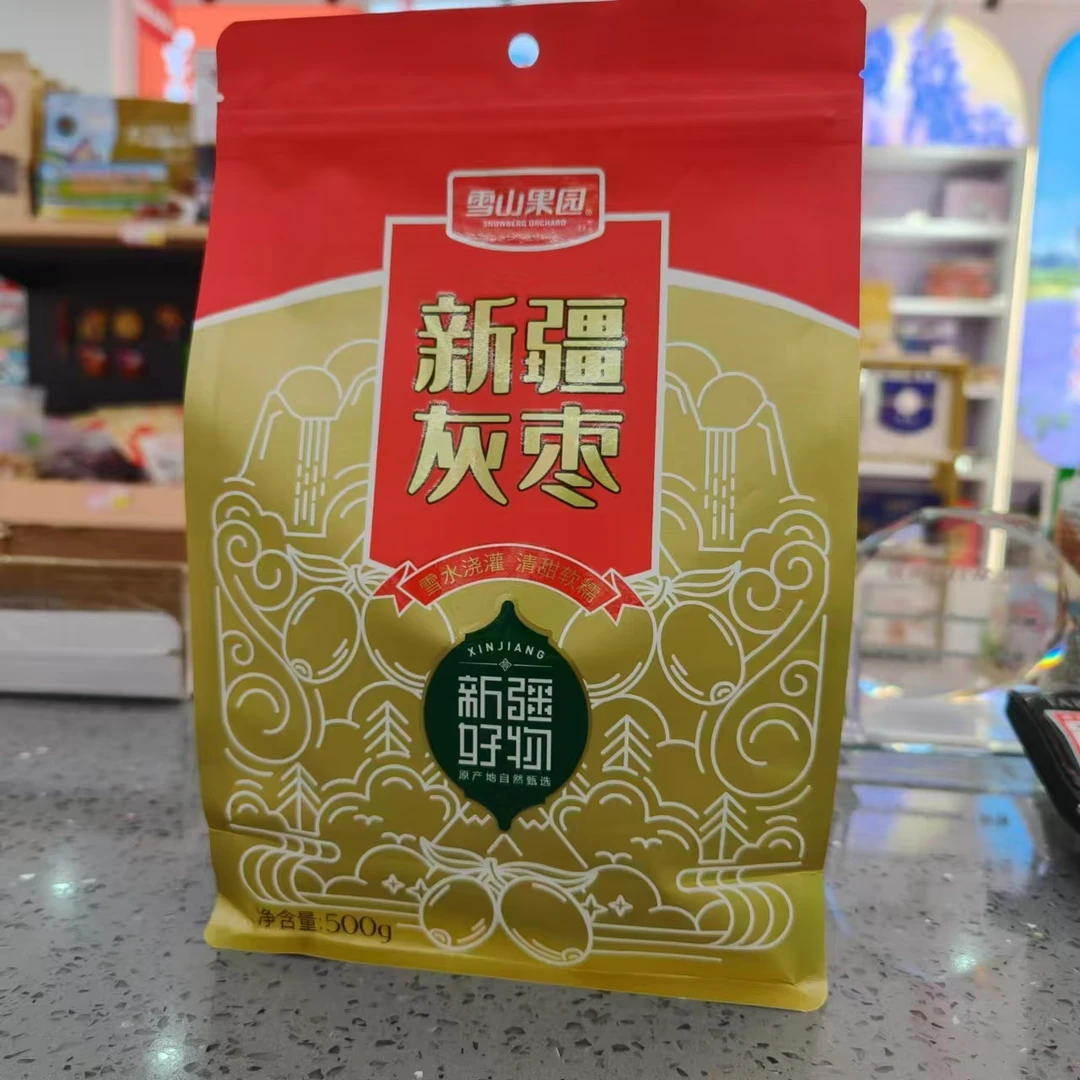 雪山果园®
SNOWBERG ORCHARD
新疆
灰枣
雪水浇灌 清甜软糯
XINJIANG
新疆
好物
原产地自然甄选
净含量:500g